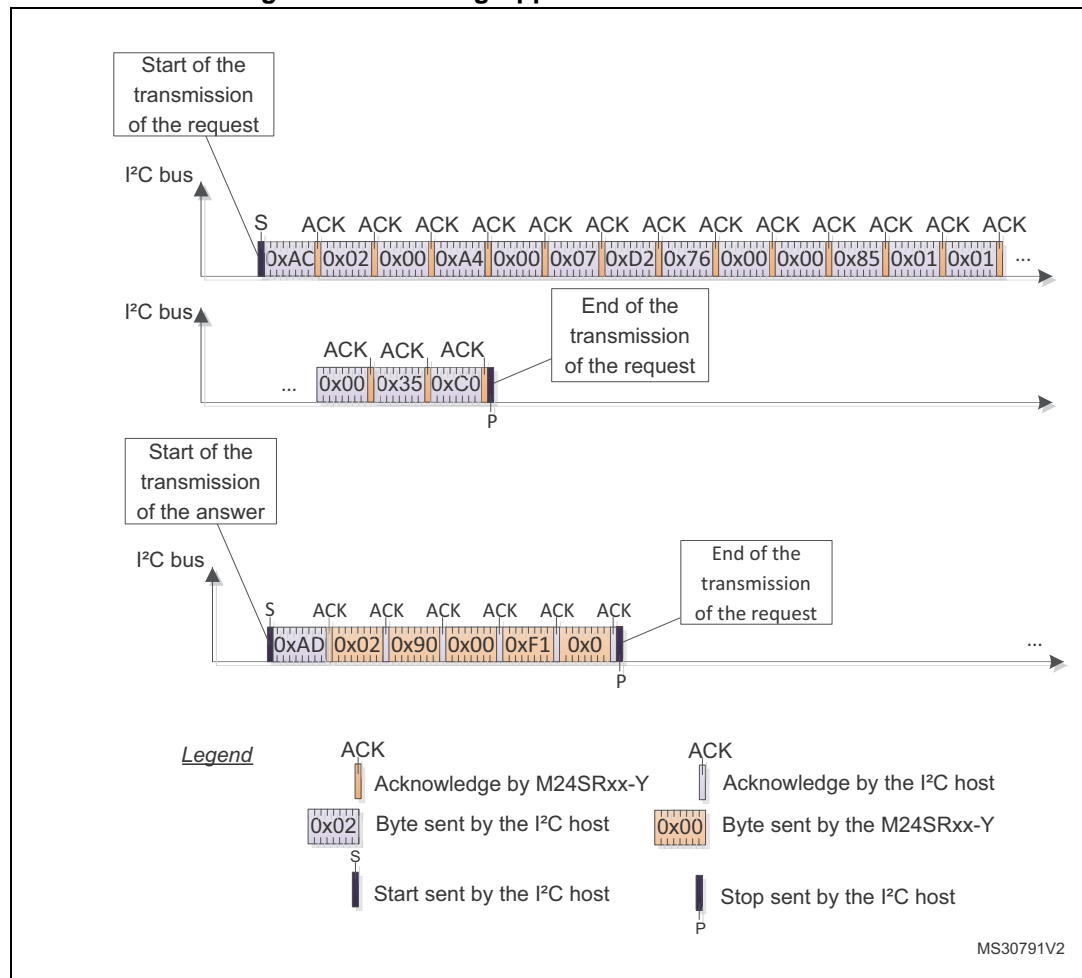 Start of the
transmission
of the request
I²C bus
S ACK ACK ACK ACK ACK ACK ACK ACK ACK ACK ACK ACK ACK
0xAC 0x02 0x00 0xA4 0x00 0x07 0xD2 0x76 0x00 0x00 0x85 0x01 0x01 ...
I²C bus
End of the
transmission
of the request
ACK ACK ACK
... 0x00 0x35 0xC0
P
Start of the
transmission
of the answer
I²C bus
End of the
transmission
of the request
S ACK ACK ACK ACK ACK ACK
0xAD 0x02 0x90 0x00 0xF1 0x0 ...
P
Legend
ACK ACK
Acknowledge by M24SRxx-Y Acknowledge by the I²C host
0x02 Byte sent by the I²C host 0x00 Byte sent by the M24SRxx-Y
S
Start sent by the I²C host Stop sent by the I²C host
P
MS30791V2